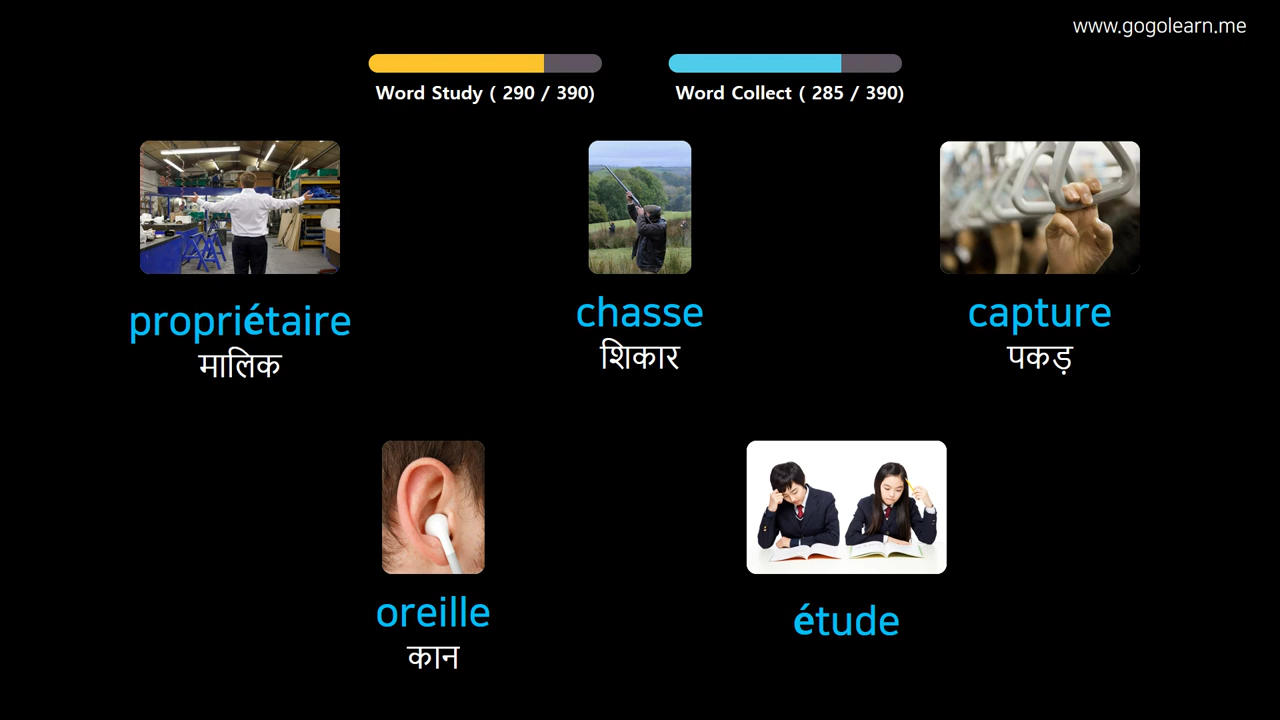 www.gogolearn.me
Word Study ( 290 / 390)
Word Collect ( 285 / 390)
propriétaire
मालिक
chasse
शिकार
capture
पकड़
oreille
कान
étude